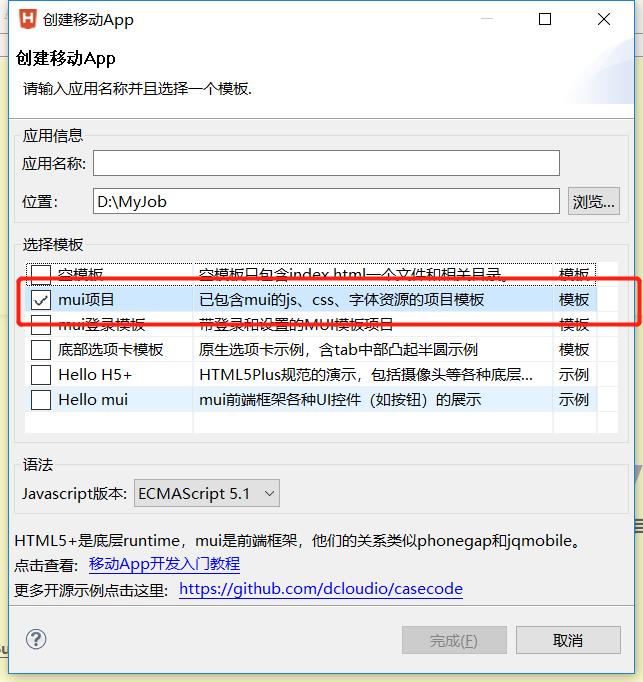 创建移动App
创建移动App
请输入应用名称并且选择一个模板.
应用信息
应用名称:
位置: D:\MyJob 浏览...
选择模板
空模板 空模板只包含index.html一个文件和相关目录。 模板
mui项目 已包含mui的js、css、字体资源的项目模板 模板
mui登录模板 带登录和设置的MUI模板项目 模板
底部选项卡模板 原生选项卡示例，含tab中部凸起半圆示例 模板
Hello H5+ HTML5Plus规范的演示，包括摄像头等各种底层... 示例
Hello mui mui前端框架各种UI控件（如按钮）的展示 示例
语法
Javascript版本: ECMAScript 5.1
HTML5+是底层runtime，mui是前端框架，他们的关系类似phonegap和jqmobile。
点击查看: 移动App开发入门教程
更多开源示例点击这里: https://github.com/dcloudio/casecode
完成(F) 取消